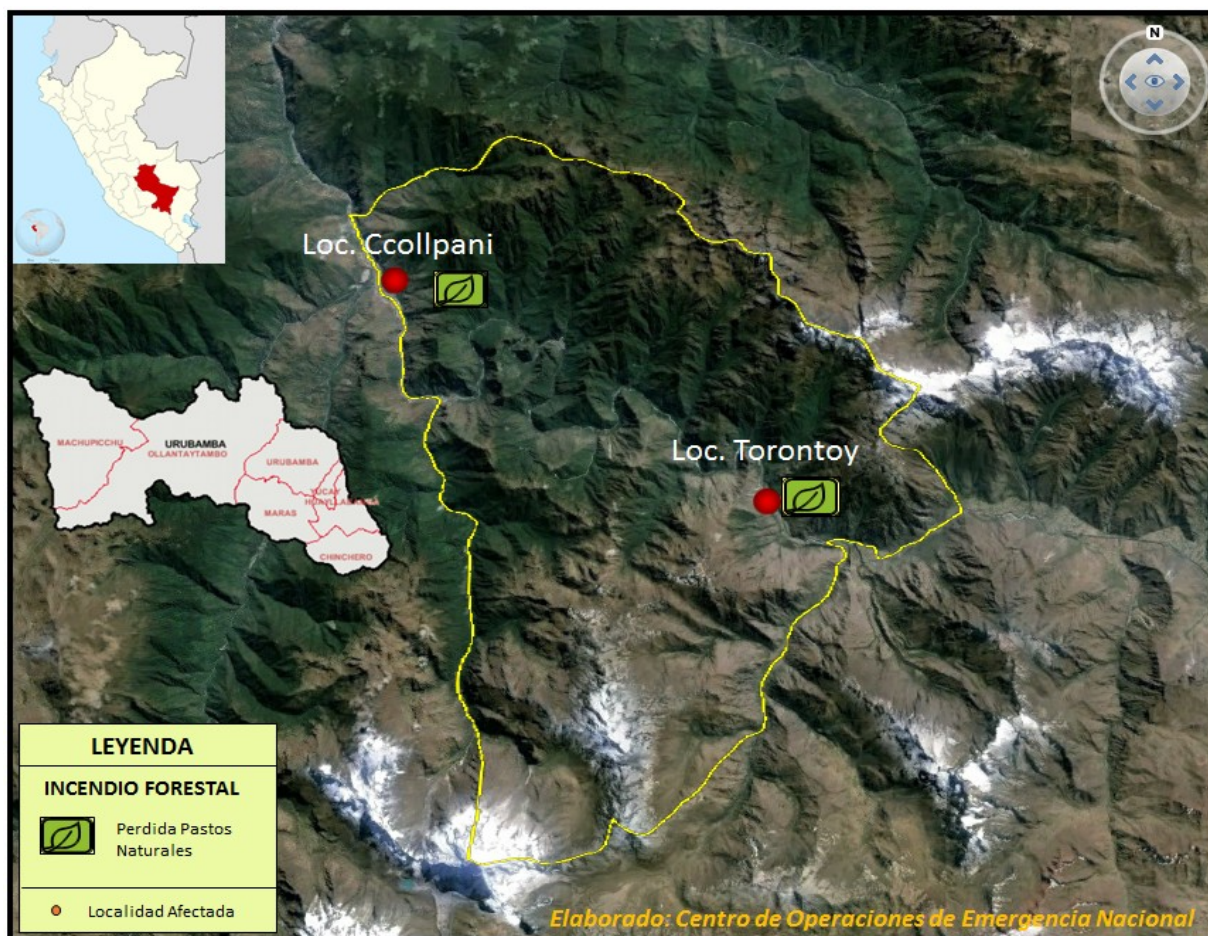 N
Loc. Ccollpani
MACHUPICCHU
URUBAMBA
OLLANTAYTAMBO
URUBAMBA
YUCAY
MARAS
CHINCHERO
Loc. Torontoy
LEYENDA
INCENDIO FORESTAL
Perdida Pastos
Naturales
Localidad Afectada
Elaborado: Centro de Operaciones de Emergencia Nacional